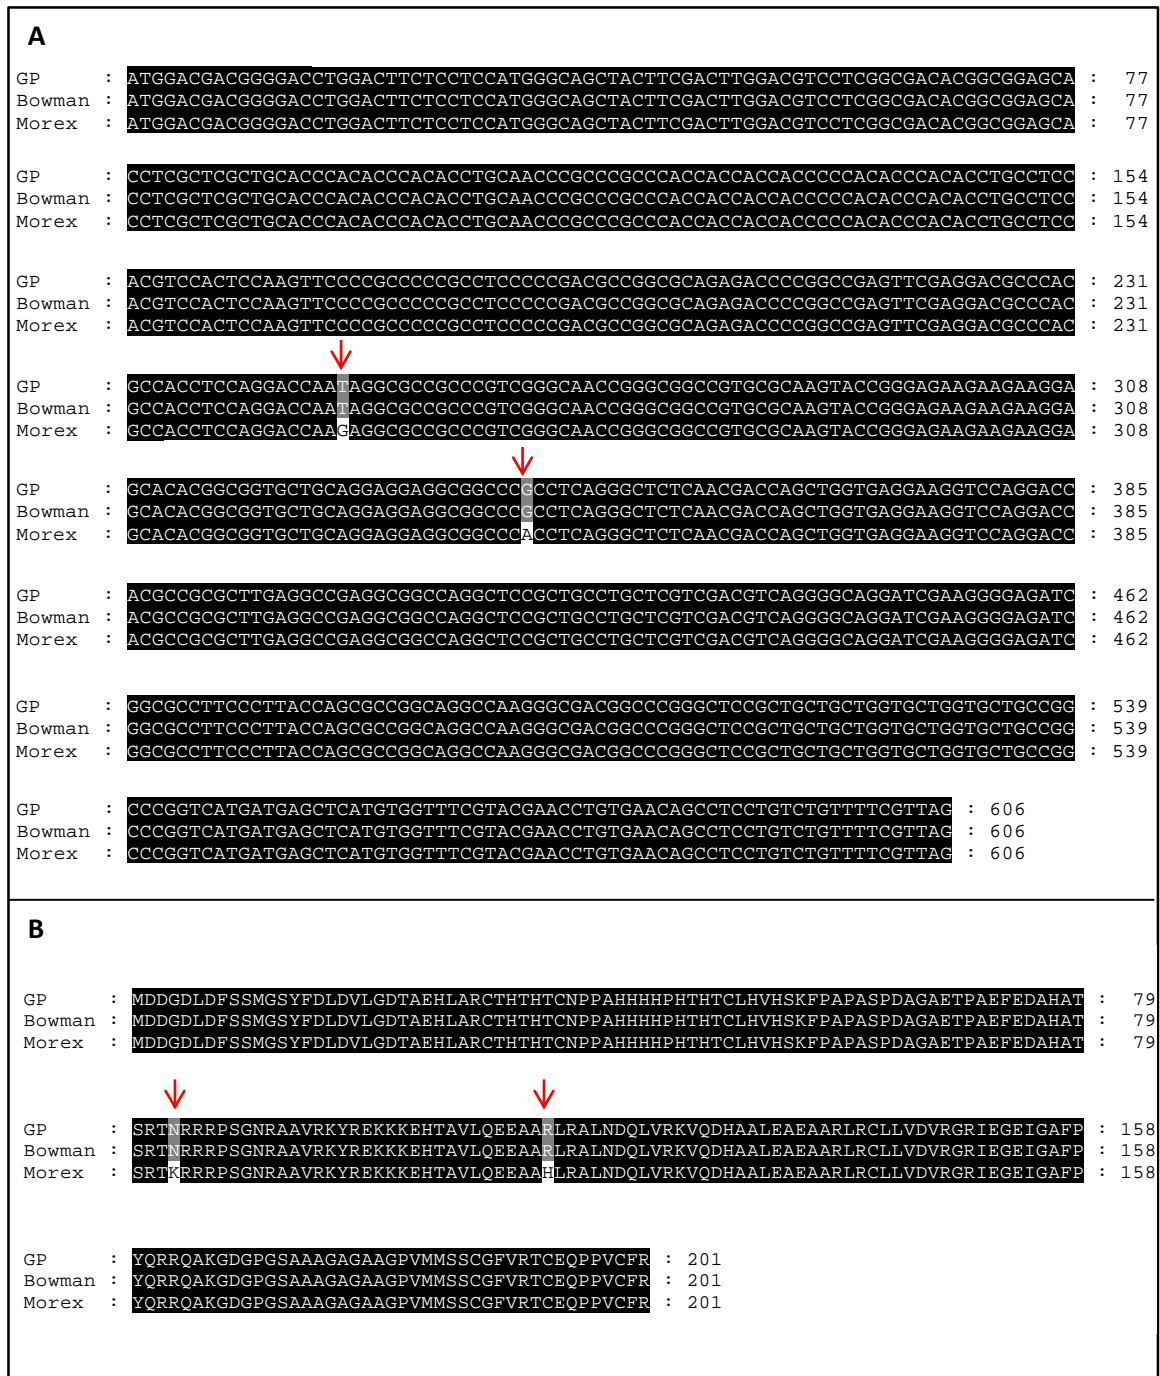 A
GP : ATGGACGACGGGGACCTGGACTTCTCCTCCATGGGCAGCTACTTCGACTTGGACGTCCTCGGCGACACGGCGGAGCA : 77
Bowman : ATGGACGACGGGGACCTGGACTTCTCCTCCATGGGCAGCTACTTCGACTTGGACGTCCTCGGCGACACGGCGGAGCA : 77
Morex : ATGGACGACGGGGACCTGGACTTCTCCTCCATGGGCAGCTACTTCGACTTGGACGTCCTCGGCGACACGGCGGAGCA : 77
GP : CCTCGCTCGCTGCACCCACACCCACACCTGCAACCCGCCCGCCCACCACCACCACCCCCACACCCACACCTGCCTCC : 154
Bowman : CCTCGCTCGCTGCACCCACACCCACACCTGCAACCCGCCCGCCCACCACCACCACCCCCACACCCACACCTGCCTCC : 154
Morex : CCTCGCTCGCTGCACCCACACCCACACCTGCAACCCGCCCGCCCACCACCACCACCCCCACACCCACACCTGCCTCC : 154
GP : ACGTCCACTCCAAGTTCCCCGCCCCCGCCTCCCCCGACGCCGGCGCAGAGACCCCGGCCGAGTTCGAGGACGCCCAC : 231
Bowman : ACGTCCACTCCAAGTTCCCCGCCCCCGCCTCCCCCGACGCCGGCGCAGAGACCCCGGCCGAGTTCGAGGACGCCCAC : 231
Morex : ACGTCCACTCCAAGTTCCCCGCCCCCGCCTCCCCCGACGCCGGCGCAGAGACCCCGGCCGAGTTCGAGGACGCCCAC : 231
GP : GCCACCTCCAGGACCAATAGGCGCCGCCCGTCGGGCAACCGGGCGGCCGTGCGCAAGTACCGGGAGAAGAAGAAGGA : 308
Bowman : GCCACCTCCAGGACCAATAGGCGCCGCCCGTCGGGCAACCGGGCGGCCGTGCGCAAGTACCGGGAGAAGAAGAAGGA : 308
Morex : GCCACCTCCAGGACCAAGAGGCGCCGCCCGTCGGGCAACCGGGCGGCCGTGCGCAAGTACCGGGAGAAGAAGAAGGA : 308
GP : GCACACGGCGGTGCTGCAGGAGGAGGCGGCCCGCCTCAGGGCTCTCAACGACCAGCTGGTGAGGAAGGTCCAGGACC : 385
Bowman : GCACACGGCGGTGCTGCAGGAGGAGGCGGCCCGCCTCAGGGCTCTCAACGACCAGCTGGTGAGGAAGGTCCAGGACC : 385
Morex : GCACACGGCGGTGCTGCAGGAGGAGGCGGCCCACCTCAGGGCTCTCAACGACCAGCTGGTGAGGAAGGTCCAGGACC : 385
GP : ACGCCGCGCTTGAGGCCGAGGCGGCCAGGCTCCGCTGCCTGCTCGTCGACGTCAGGGGCAGGATCGAAGGGGAGATC : 462
Bowman : ACGCCGCGCTTGAGGCCGAGGCGGCCAGGCTCCGCTGCCTGCTCGTCGACGTCAGGGGCAGGATCGAAGGGGAGATC : 462
Morex : ACGCCGCGCTTGAGGCCGAGGCGGCCAGGCTCCGCTGCCTGCTCGTCGACGTCAGGGGCAGGATCGAAGGGGAGATC : 462
GP : GGCGCCTTCCCTTACCAGCGCCGGCAGGCCAAGGGCGACGGCCCGGGCTCCGCTGCTGCTGGTGCTGGTGCTGCCGG : 539
Bowman : GGCGCCTTCCCTTACCAGCGCCGGCAGGCCAAGGGCGACGGCCCGGGCTCCGCTGCTGCTGGTGCTGGTGCTGCCGG : 539
Morex : GGCGCCTTCCCTTACCAGCGCCGGCAGGCCAAGGGCGACGGCCCGGGCTCCGCTGCTGCTGGTGCTGGTGCTGCCGG : 539
GP : CCCGGTCATGATGAGCTCATGTGGTTTCGTACGAACCTGTGAACAGCCTCCTGTCTGTTTTCGTTAG : 606
Bowman : CCCGGTCATGATGAGCTCATGTGGTTTCGTACGAACCTGTGAACAGCCTCCTGTCTGTTTTCGTTAG : 606
Morex : CCCGGTCATGATGAGCTCATGTGGTTTCGTACGAACCTGTGAACAGCCTCCTGTCTGTTTTCGTTAG : 606
B
GP : MDDGDLDFSSMGSYFDLDVLGDTAEHLARCTHTHTCNPPAHHHHPHTHTCLHVHSKFPAPASPDAGAETPAEFEDAHAT : 79
Bowman : MDDGDLDFSSMGSYFDLDVLGDTAEHLARCTHTHTCNPPAHHHHPHTHTCLHVHSKFPAPASPDAGAETPAEFEDAHAT : 79
Morex : MDDGDLDFSSMGSYFDLDVLGDTAEHLARCTHTHTCNPPAHHHHPHTHTCLHVHSKFPAPASPDAGAETPAEFEDAHAT : 79
GP : SRTNRRRPSGNRAAVRKYREKKKEHTAVLQEEAARLRALNDQLVRKVQDHAALEAEAARLRCLLVDVRGRIEGEIGAFP : 158
Bowman : SRTNRRRPSGNRAAVRKYREKKKEHTAVLQEEAARLRALNDQLVRKVQDHAALEAEAARLRCLLVDVRGRIEGEIGAFP : 158
Morex : SRTKRRRPSGNRAAVRKYREKKKEHTAVLQEEAAHLRALNDQLVRKVQDHAALEAEAARLRCLLVDVRGRIEGEIGAFP : 158
GP : YQRRQAKGDGPGSAAAGAGAAGPVMMSSCGFVRTCEQPPVCFR : 201
Bowman : YQRRQAKGDGPGSAAAGAGAAGPVMMSSCGFVRTCEQPPVCFR : 201
Morex : YQRRQAKGDGPGSAAAGAGAAGPVMMSSCGFVRTCEQPPVCFR : 201